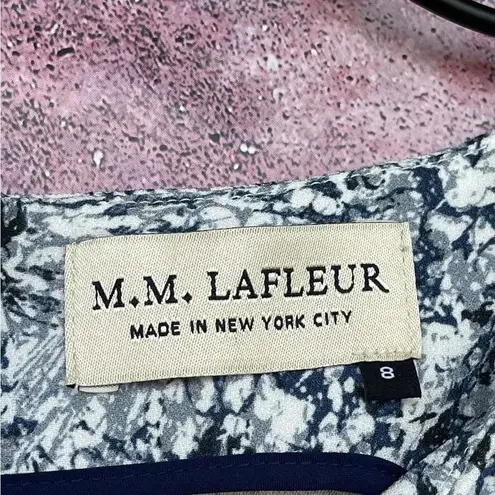 M.M. LAFLEUR
MADE IN NEW YORK CITY
8